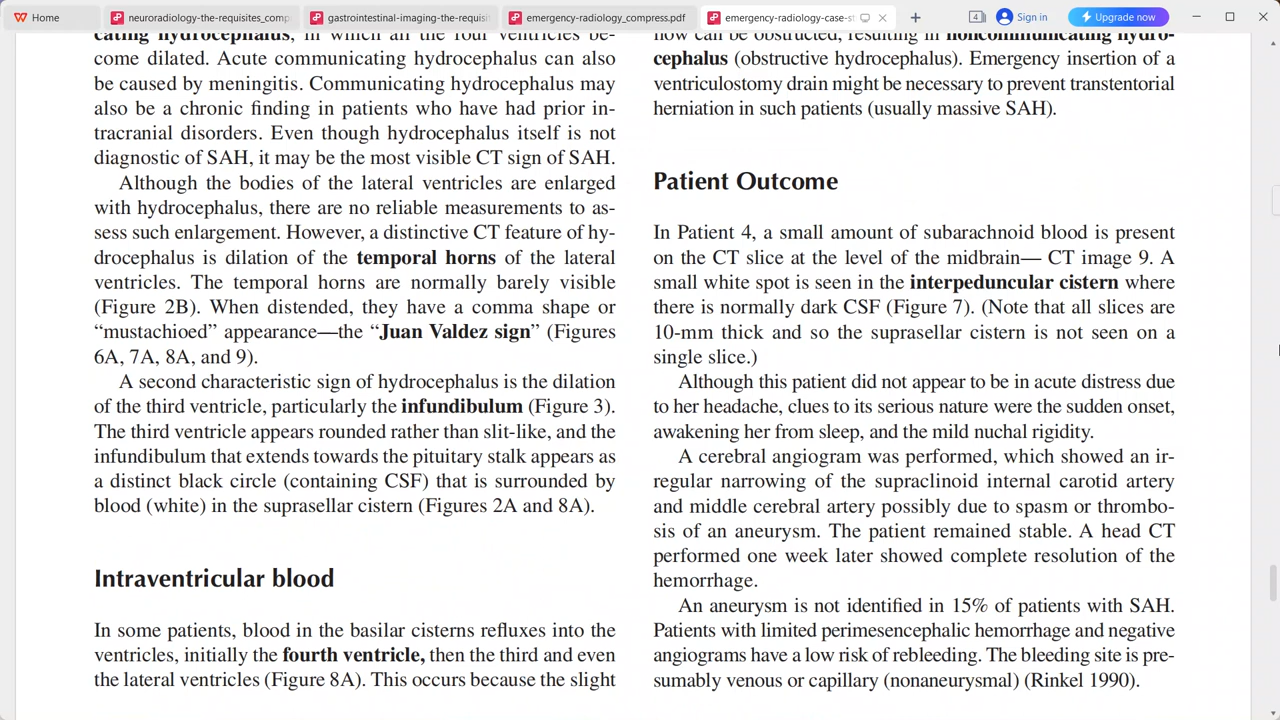 Home
neuroradiology-the-requisites_comp
gastrointestinal-imaging-the-requisit
emergency-radiology_compress.pdf
emergency-radiology-case-st
4
Sign in
Upgrade now
cating hydrocephalus, in which all the four ventricles be-
come dilated. Acute communicating hydrocephalus can also
be caused by meningitis. Communicating hydrocephalus may
also be a chronic finding in patients who have had prior in-
tracranial disorders. Even though hydrocephalus itself is not
diagnostic of SAH, it may be the most visible CT sign of SAH.
Although the bodies of the lateral ventricles are enlarged
with hydrocephalus, there are no reliable measurements to as-
sess such enlargement. However, a distinctive CT feature of hy-
drocephalus is dilation of the temporal horns of the lateral
ventricles. The temporal horns are normally barely visible
(Figure 2B). When distended, they have a comma shape or
“mustachioed” appearance—the “Juan Valdez sign” (Figures
6A, 7A, 8A, and 9).
A second characteristic sign of hydrocephalus is the dilation
of the third ventricle, particularly the infundibulum (Figure 3).
The third ventricle appears rounded rather than slit-like, and the
infundibulum that extends towards the pituitary stalk appears as
a distinct black circle (containing CSF) that is surrounded by
blood (white) in the suprasellar cistern (Figures 2A and 8A).
Intraventricular blood
In some patients, blood in the basilar cisterns refluxes into the
ventricles, initially the fourth ventricle, then the third and even
the lateral ventricles (Figure 8A). This occurs because the slight
flow can be obstructed, resulting in noncommunicating hydro-
cephalus (obstructive hydrocephalus). Emergency insertion of a
ventriculostomy drain might be necessary to prevent transtentorial
herniation in such patients (usually massive SAH).
Patient Outcome
In Patient 4, a small amount of subarachnoid blood is present
on the CT slice at the level of the midbrain— CT image 9. A
small white spot is seen in the interpeduncular cistern where
there is normally dark CSF (Figure 7). (Note that all slices are
10-mm thick and so the suprasellar cistern is not seen on a
single slice.)
Although this patient did not appear to be in acute distress due
to her headache, clues to its serious nature were the sudden onset,
awakening her from sleep, and the mild nuchal rigidity.
A cerebral angiogram was performed, which showed an ir-
regular narrowing of the supraclinoid internal carotid artery
and middle cerebral artery possibly due to spasm or thrombo-
sis of an aneurysm. The patient remained stable. A head CT
performed one week later showed complete resolution of the
hemorrhage.
An aneurysm is not identified in 15% of patients with SAH.
Patients with limited perimesencephalic hemorrhage and negative
angiograms have a low risk of rebleeding. The bleeding site is pre-
sumably venous or capillary (nonaneurysmal) (Rinkel 1990).